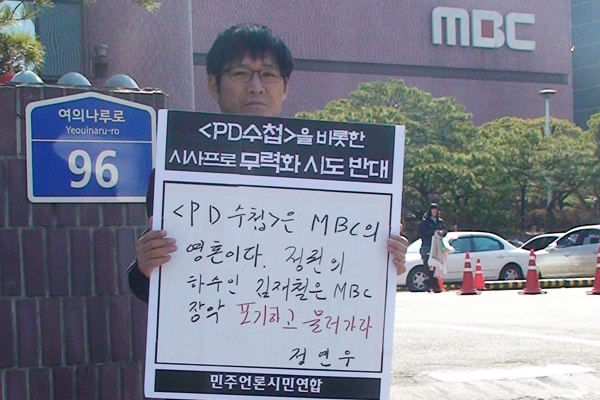 MBC
여의나루로
Yeouinaru-ro
96
<PD수첩>을 비롯한
시사프로 무력화 시도 반대
<PD 수첩>은 MBC의
영혼이다. 정권의
하수인 김재철은 MBC
장악 포기하고 물러가라
정연우
민주언론시민연합